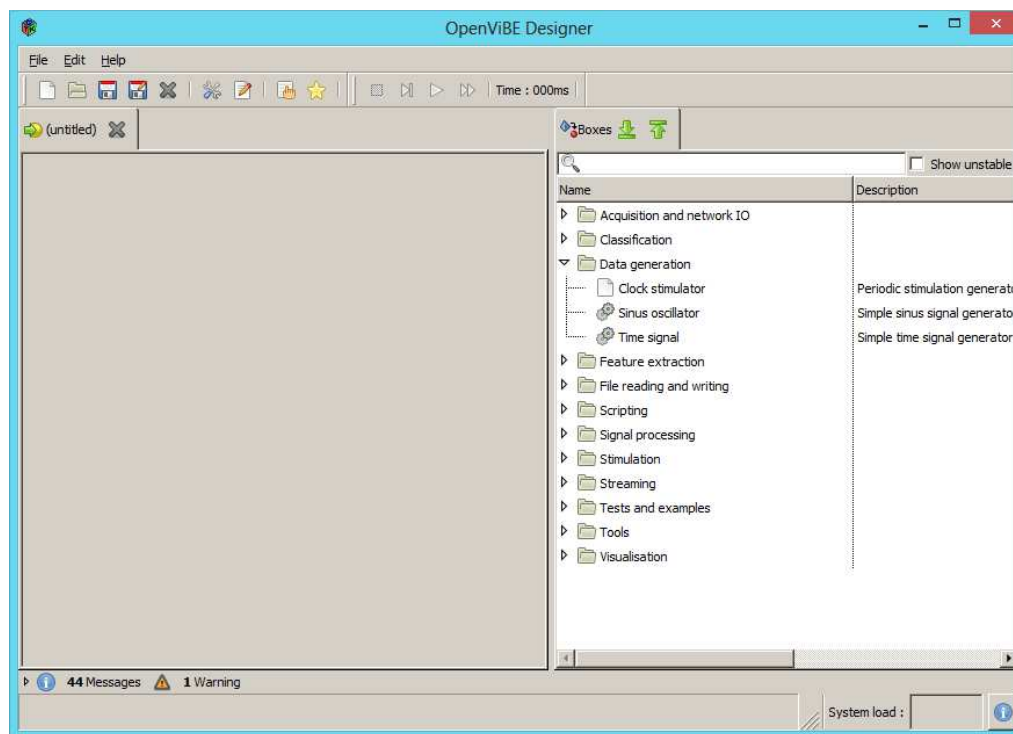 OpenViBE Designer
File Edit Help
Time : 000ms
(untitled)
Boxes
Show unstable
Name Description
Acquisition and network IO
Classification
Data generation
Clock stimulator Periodic stimulation generat
Sinus oscillator Simple sinus signal generato
Time signal Simple time signal generator
Feature extraction
File reading and writing
Scripting
Signal processing
Stimulation
Streaming
Tests and examples
Tools
Visualisation
44 Messages 1 Warning
System load :